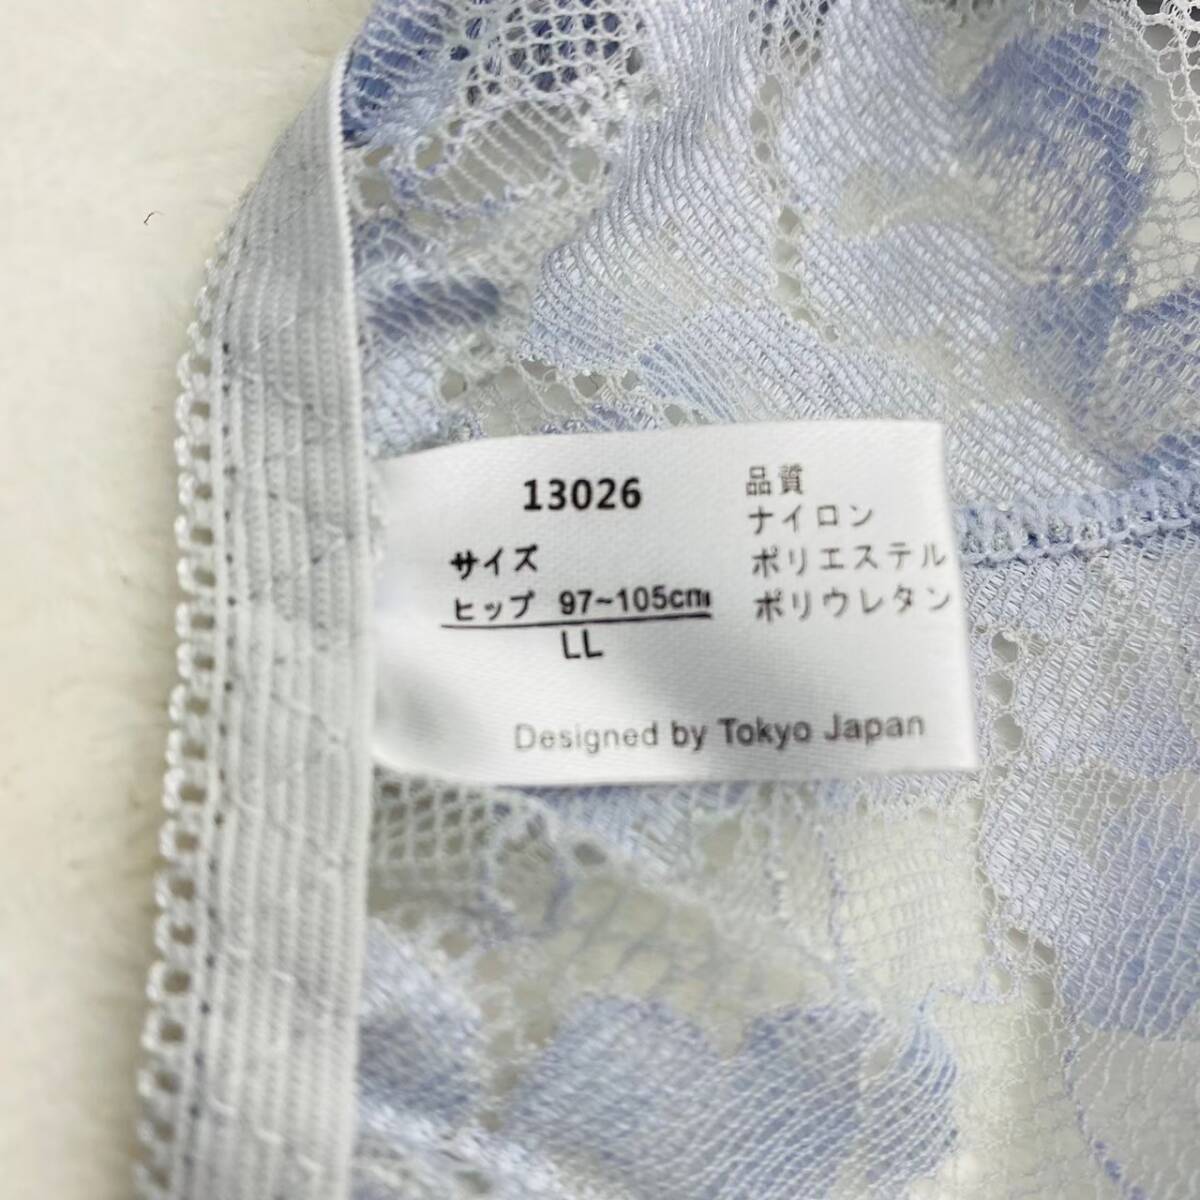 13026
サイズ
ヒップ 97~105cm
LL
品質
ナイロン
ポリエステル
ポリウレタン
Designed by Tokyo Japan